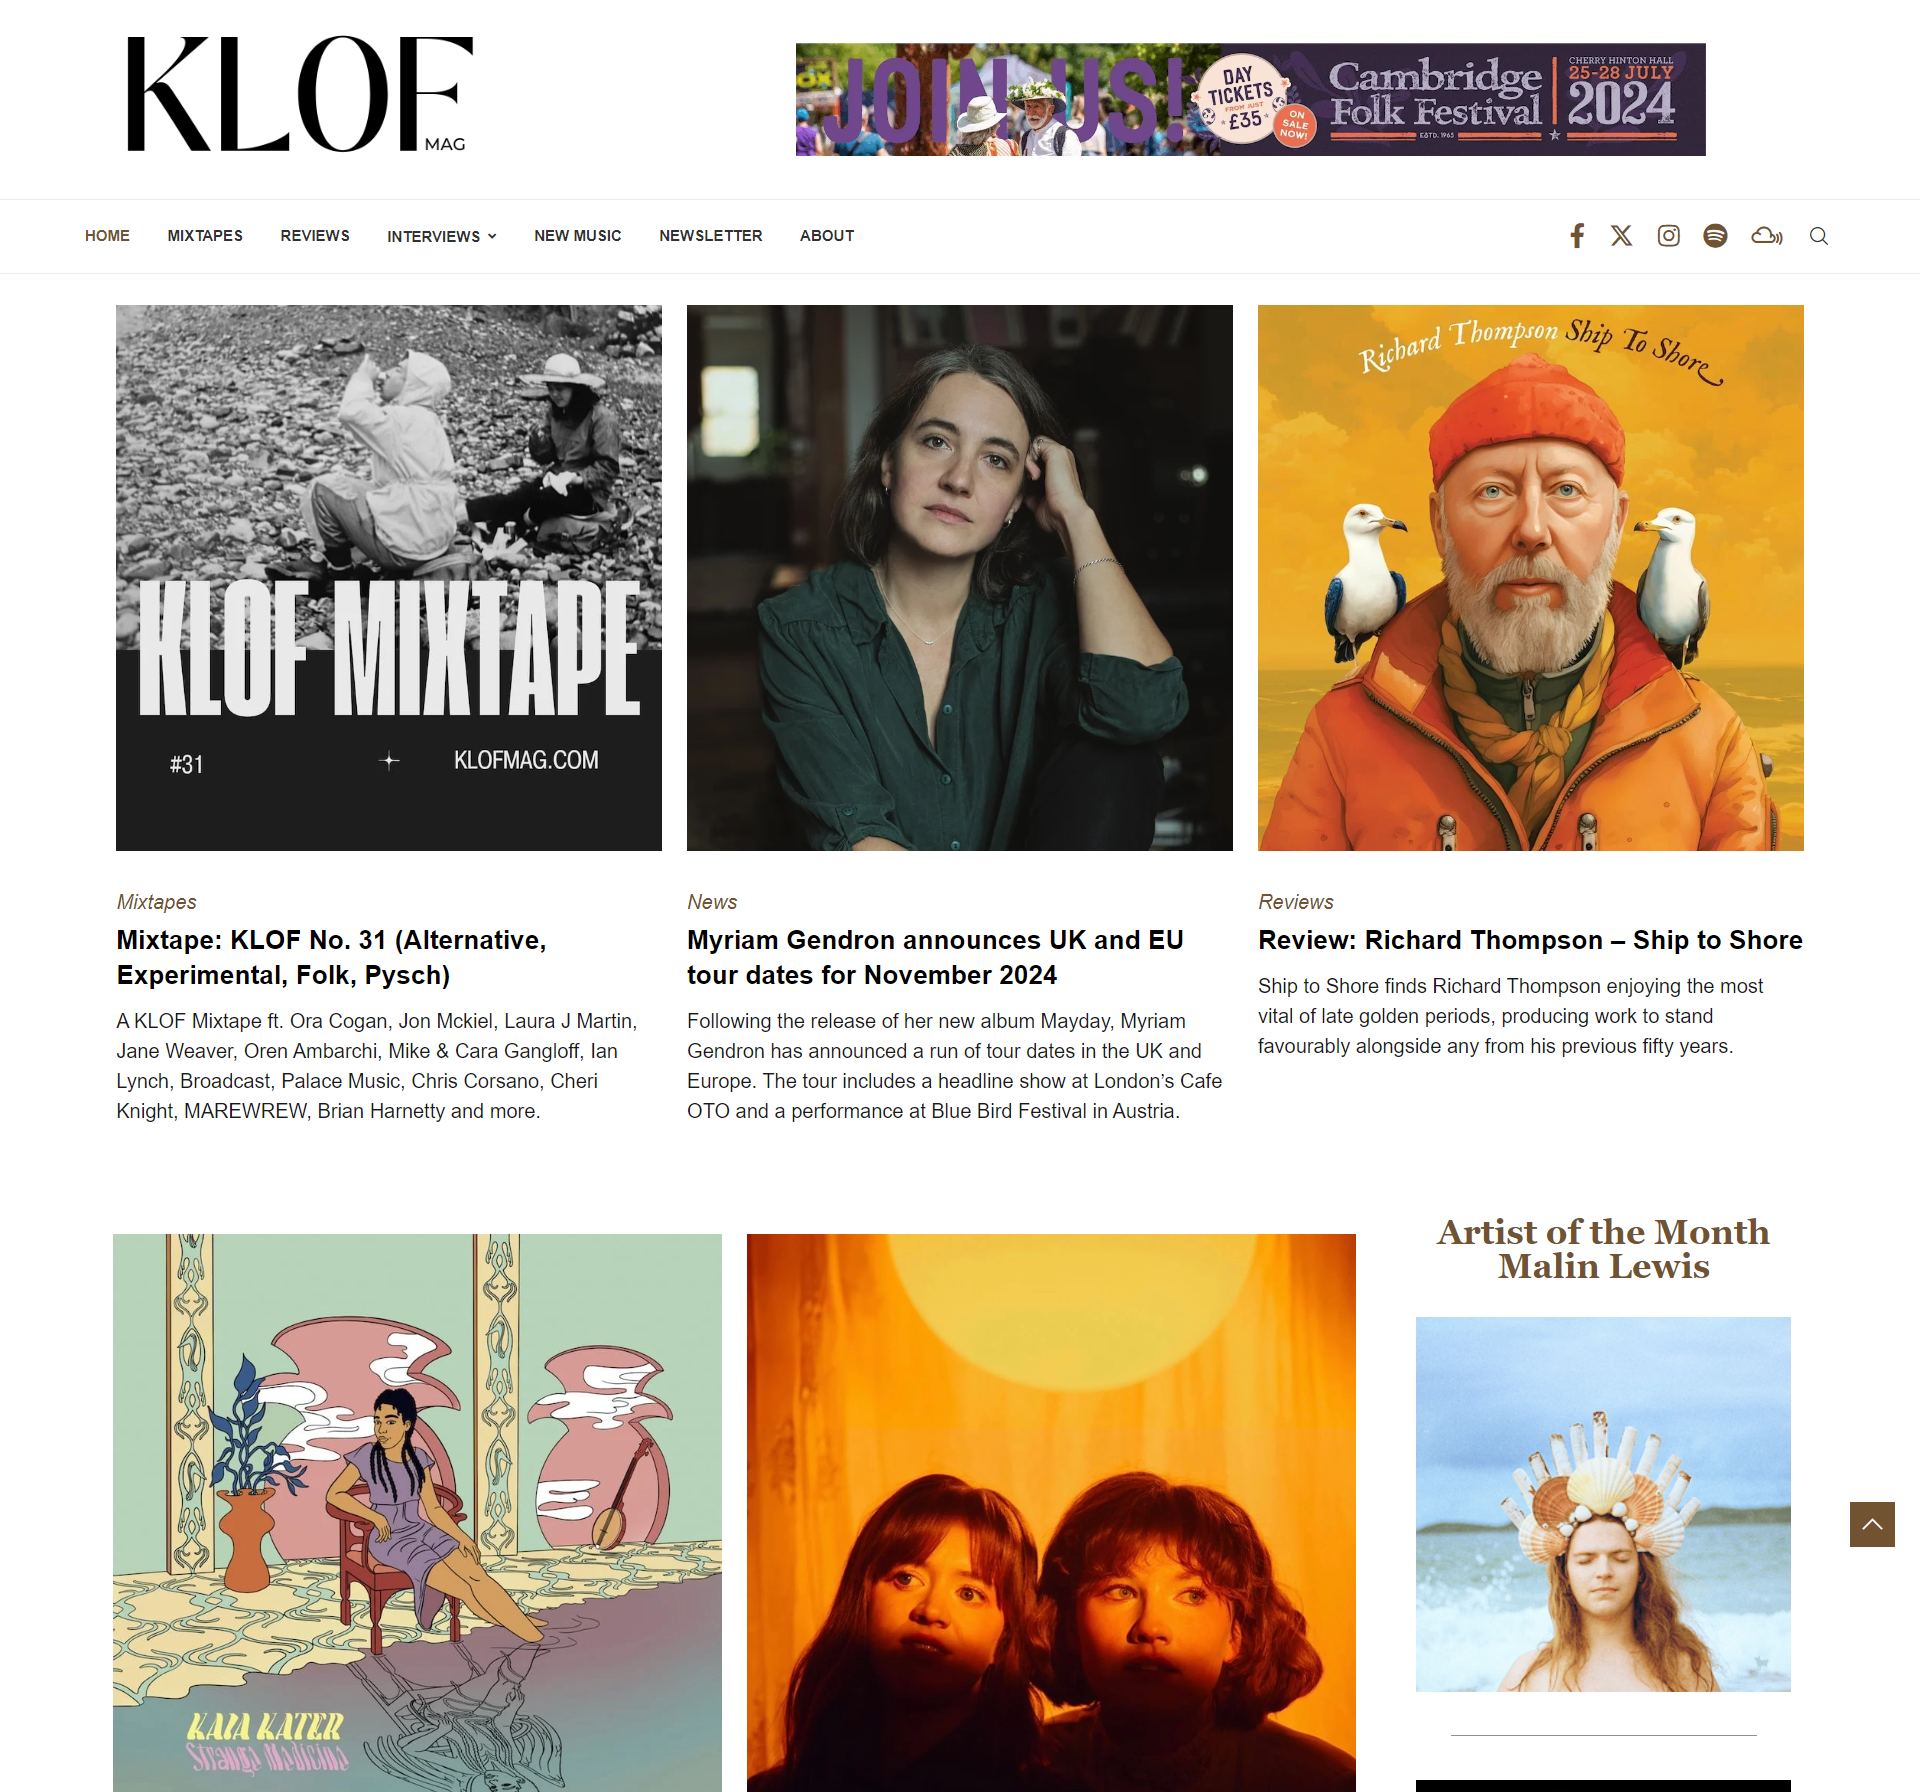 KLOF
MAG
JOIN US!
DAY
TICKETS
FROM JUST
£35
ON
SALE
NOW!
Cambridge
Folk Festival
ESTD. 1965
CHERRY HINTON HALL
25-28 JULY
2024
HOME
MIXTAPES
REVIEWS
INTERVIEWS
NEW MUSIC
NEWSLETTER
ABOUT
KLOF MIXTAPE
#31
KLOFMAG.COM
Richard Thompson Ship To Shore
Mixtapes
Mixtape: KLOF No. 31 (Alternative,
Experimental, Folk, Pysch)
A KLOF Mixtape ft. Ora Cogan, Jon Mckiel, Laura J Martin,
Jane Weaver, Oren Ambarchi, Mike & Cara Gangloff, Ian
Lynch, Broadcast, Palace Music, Chris Corsano, Cheri
Knight, MAREWREW, Brian Harnetty and more.
News
Myriam Gendron announces UK and EU
tour dates for November 2024
Following the release of her new album Mayday, Myriam
Gendron has announced a run of tour dates in the UK and
Europe. The tour includes a headline show at London’s Cafe
OTO and a performance at Blue Bird Festival in Austria.
Reviews
Review: Richard Thompson – Ship to Shore
Ship to Shore finds Richard Thompson enjoying the most
vital of late golden periods, producing work to stand
favourably alongside any from his previous fifty years.
KAIA KATER
Strange Medicine
Artist of the Month
Malin Lewis